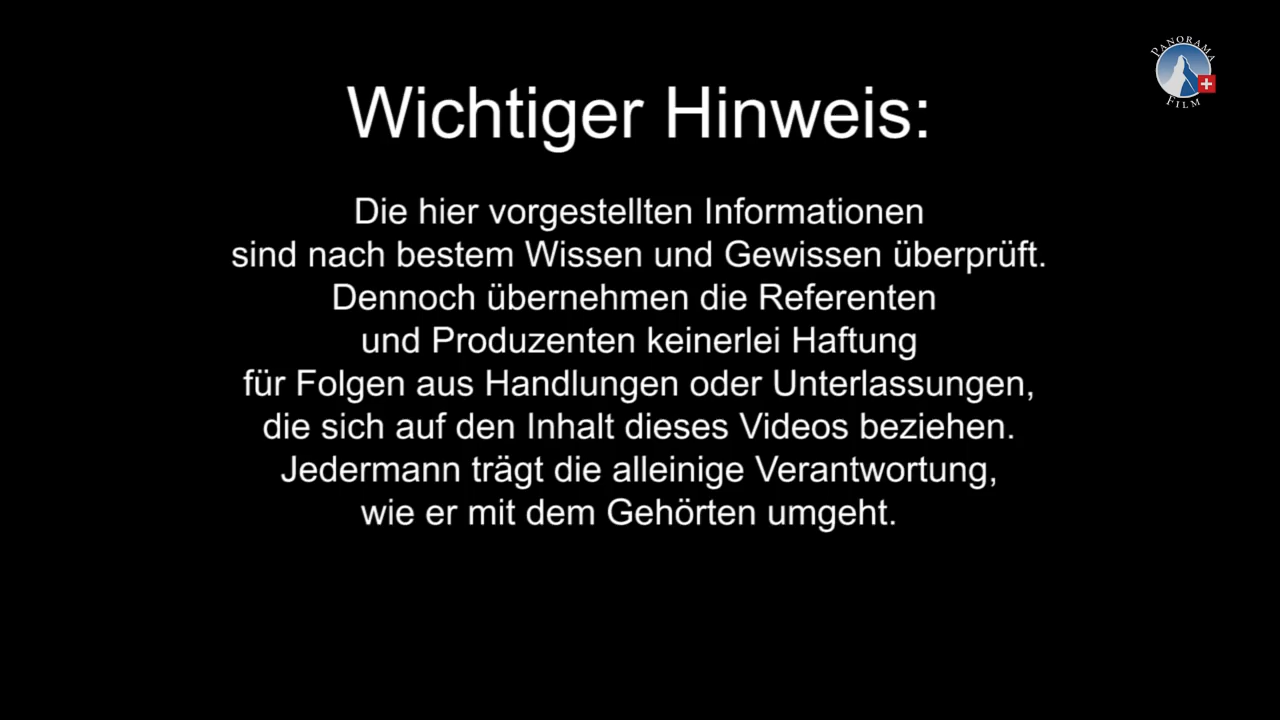 PANORAMA
FILM
Wichtiger Hinweis:
Die hier vorgestellten Informationen
sind nach bestem Wissen und Gewissen überprüft.
Dennoch übernehmen die Referenten
und Produzenten keinerlei Haftung
für Folgen aus Handlungen oder Unterlassungen,
die sich auf den Inhalt dieses Videos beziehen.
Jedermann trägt die alleinige Verantwortung,
wie er mit dem Gehörten umgeht.